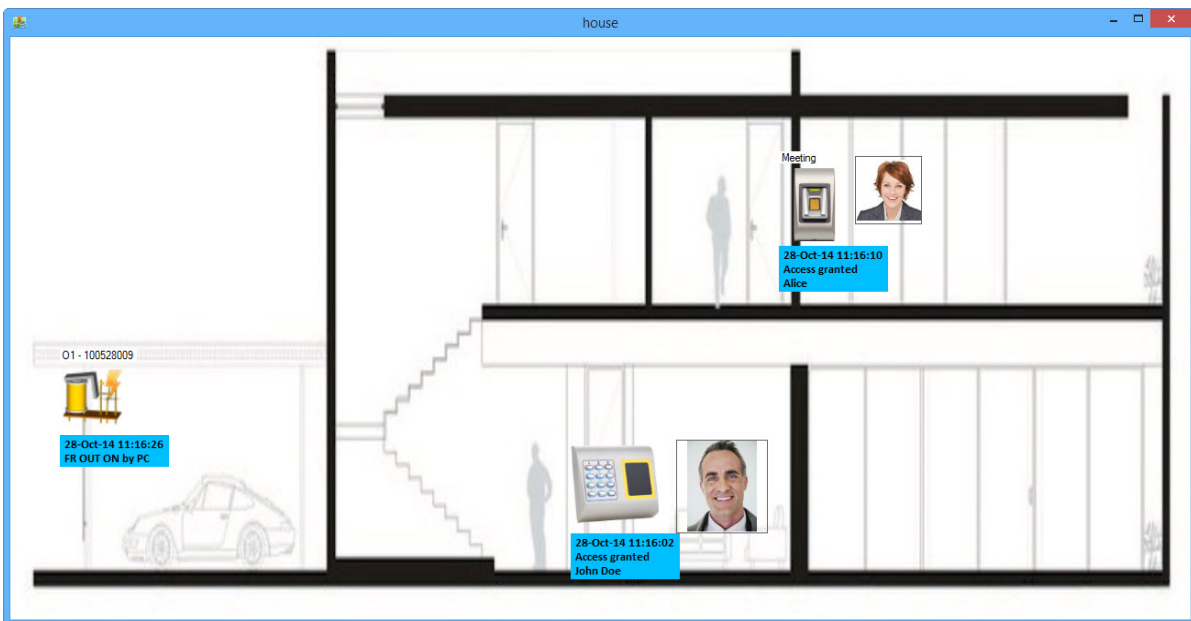 house
Meeting
28-Oct-14 11:16:10
Access granted
Alice
O1 - 100528009
28-Oct-14 11:16:26
FR OUT ON by PC
28-Oct-14 11:16:02
Access granted
John Doe